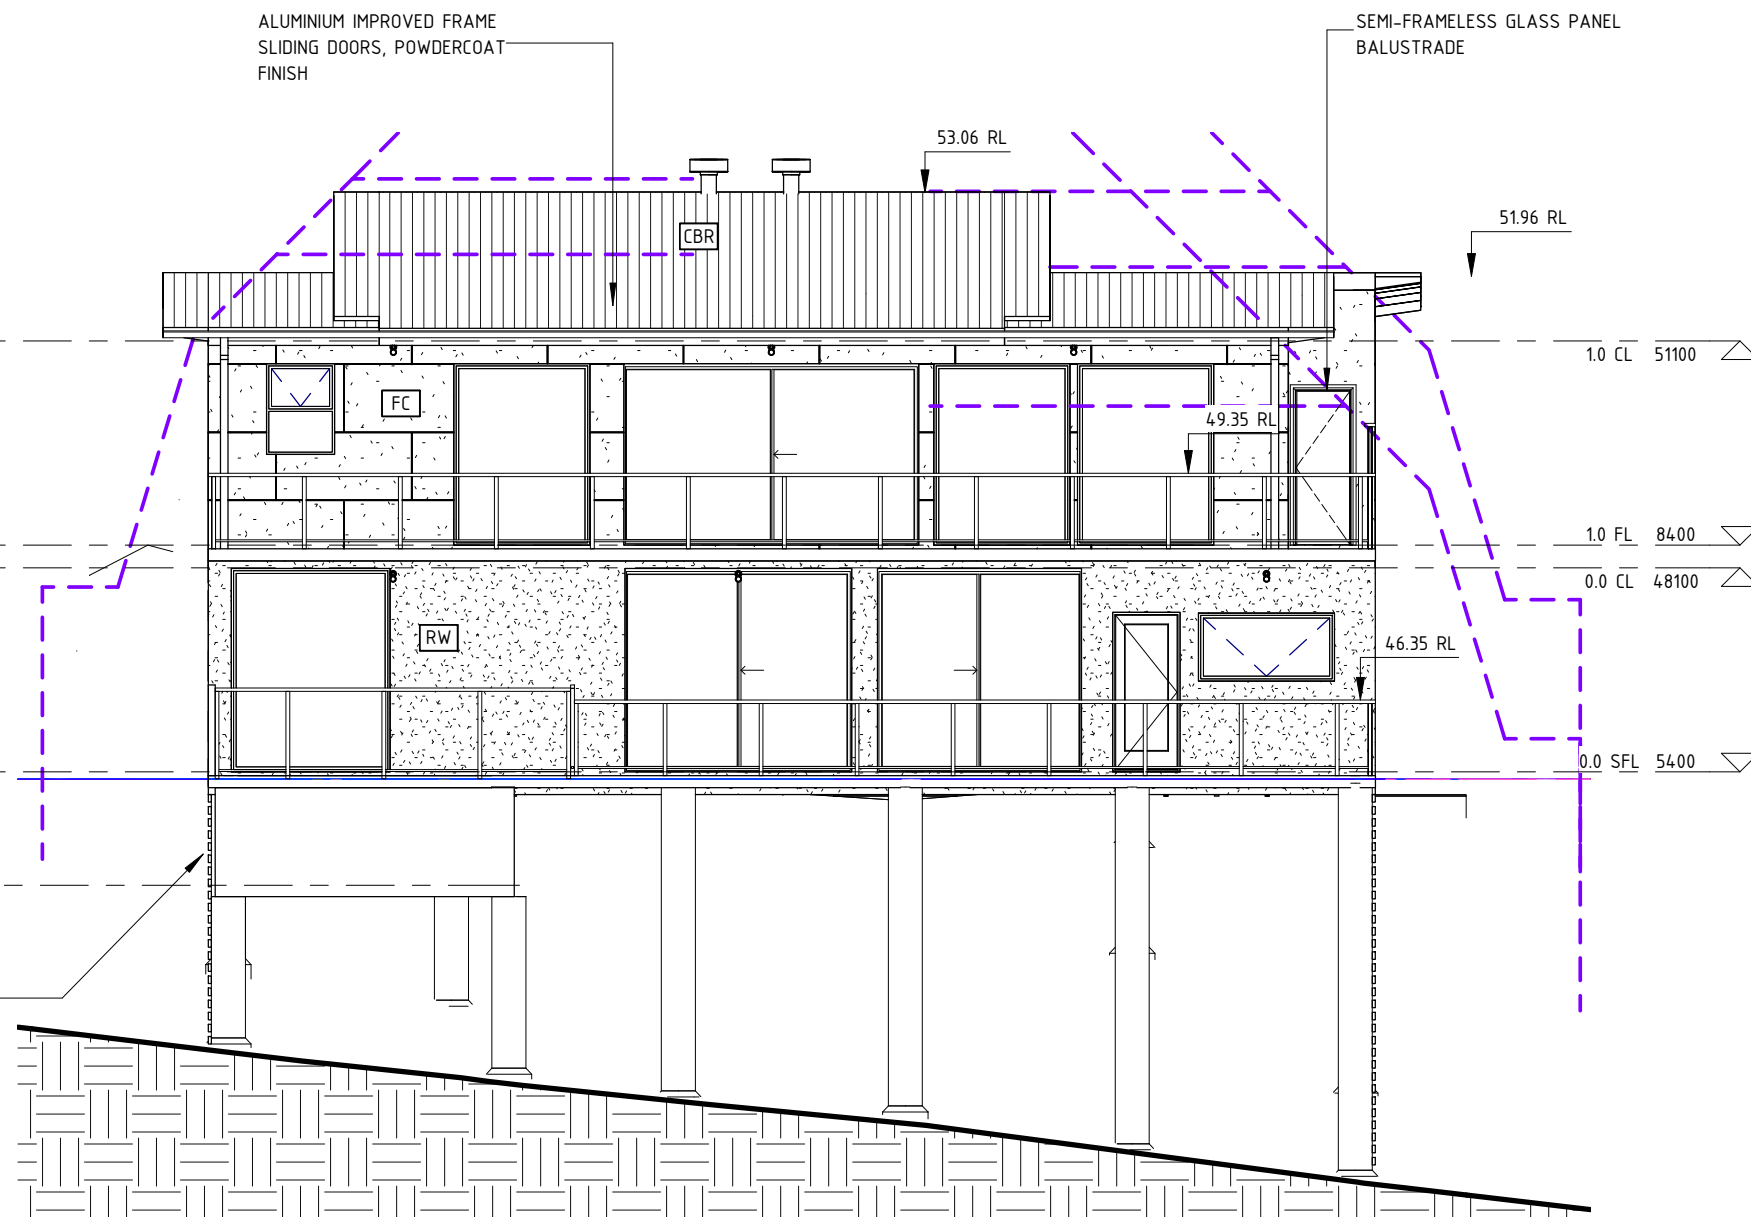 ALUMINIUM IMPROVED FRAME
SLIDING DOORS, POWDERCOAT
FINISH
SEMI-FRAMELESS GLASS PANEL
BALUSTRADE
53.06 RL
51.96 RL
CBR
1.0 CL 51100
FC
49.35 RL
1.0 FL 8400
0.0 CL 48100
RW
46.35 RL
0.0 SFL 5400